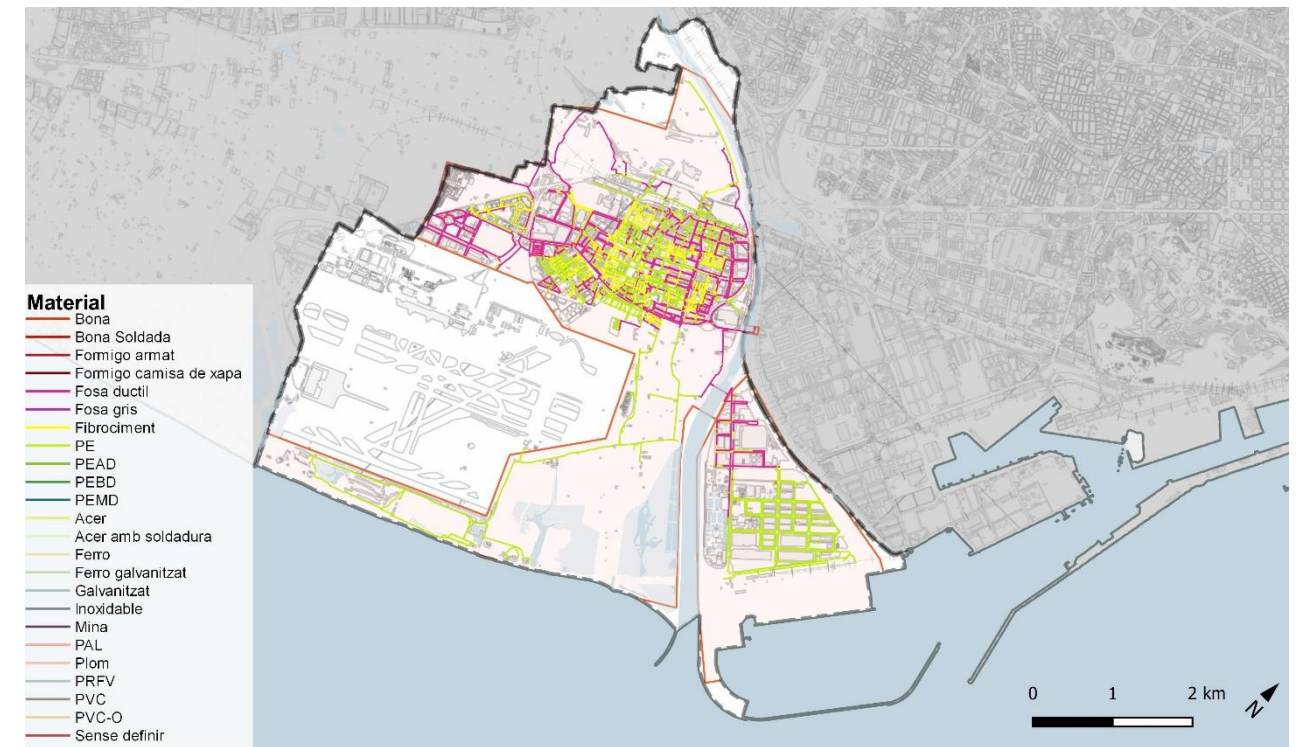 Material
Bona
Bona Soldada
Formigo armat
Formigo camisa de xapa
Fosa ductil
Fosa gris
Fibrociment
PE
PEAD
PEBD
PEMD
Acer
Acer amb soldadura
Ferro
Ferro galvanitzat
Galvanitzat
Inoxidable
Mina
PAL
Plom
PRFV
PVC
PVC-O
Sense definir
0 1 2 km
N